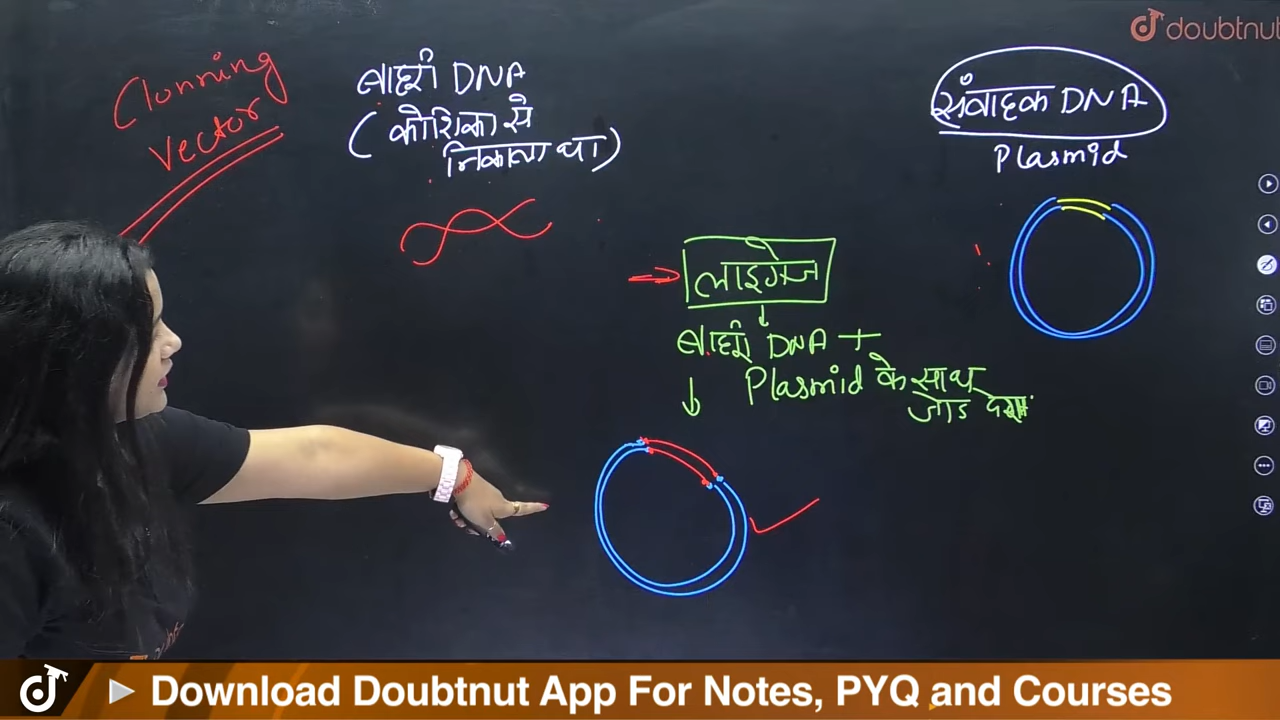 doubtnut
Clonning
vector
बाहरी DNA
(कोशिका से
निकाला था)
संवाहक DNA
Plasmid
लाइगेज
बाहरी DNA +
Plasmid के साथ
जोड देगा
Download Doubtnut App For Notes, PYQ and Courses